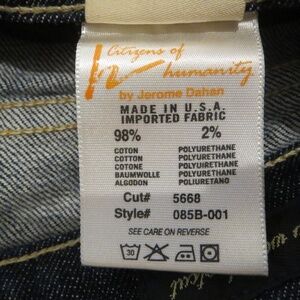 Citizens of
humanity
by Jerome Dahan
MADE IN U.S.A.
IMPORTED FABRIC
98% 2%
COTON POLYURETHANE
COTTON POLYURETHANE
COTONE POLYURETHANE
BAUMWOLLE POLYURETHANE
ALGODON POLIURETANO
Cut# 5668
Style# 085B-001
SEE CARE ON REVERSE
30